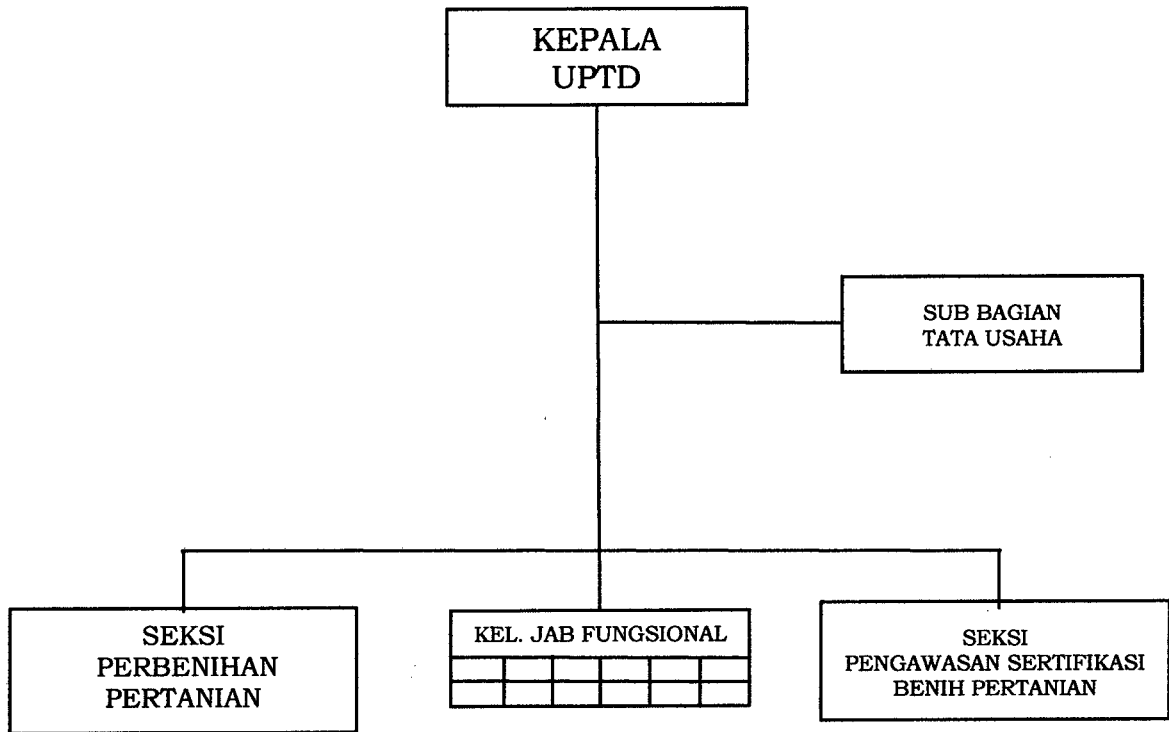 KEPALA
UPTD
SUB BAGIAN
TATA USAHA
SEKSI
PERBENIHAN
PERTANIAN
KEL. JAB FUNGSIONAL
SEKSI
PENGAWASAN SERTIFIKASI
BENIH PERTANIAN